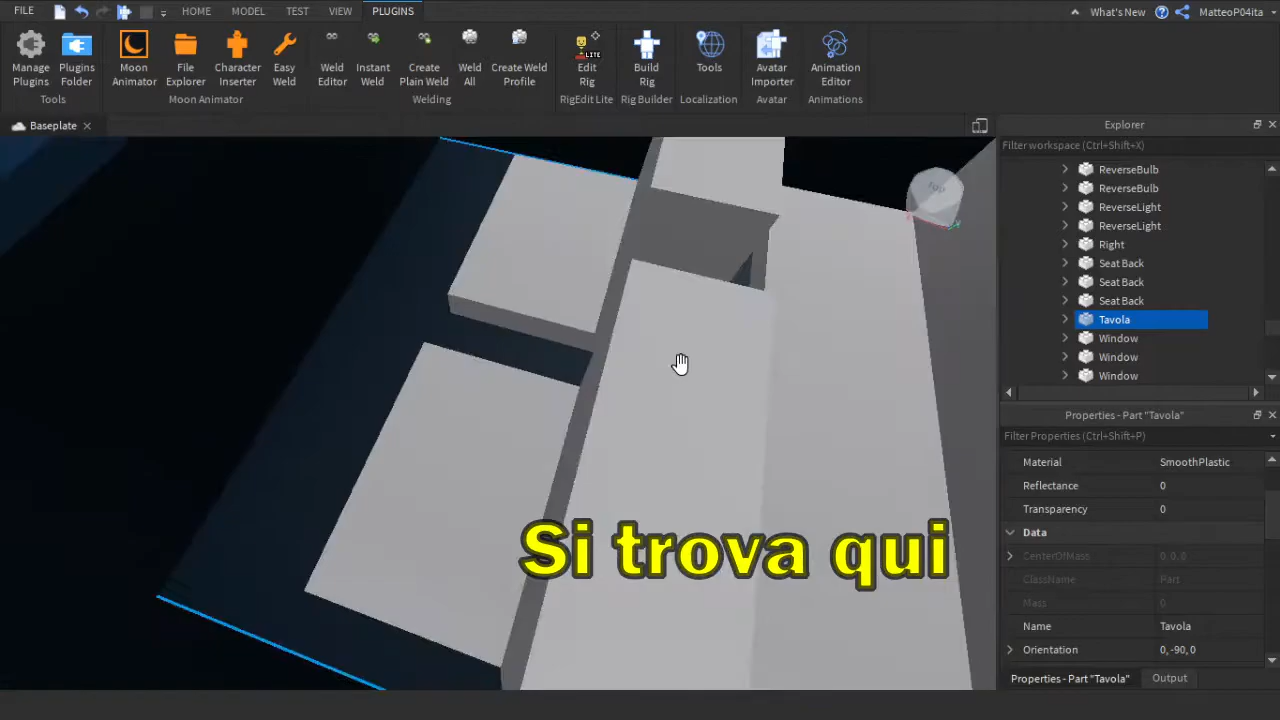 FILE
HOME
MODEL
TEST
VIEW
PLUGINS
What's New
MatteoP04ita
Manage Plugins
Plugins Folder
Moon Animator
File Explorer
Character Inserter
Easy Weld
Weld Editor
Instant Weld
Create Plain Weld
Weld All
Create Weld Profile
LITE
Edit Rig
Build Rig
Tools
Avatar Importer
Animation Editor
Tools
Moon Animator
Welding
RigEdit Lite
Rig Builder
Localization
Avatar
Animations
Baseplate
TOP
Si trova qui
Explorer
Filter workspace (Ctrl+Shift+X)
ReverseBulb
ReverseBulb
ReverseLight
ReverseLight
Right
Seat Back
Seat Back
Seat Back
Tavola
Window
Window
Window
Properties - Part "Tavola"
Filter Properties (Ctrl+Shift+P)
Material SmoothPlastic
Reflectance 0
Transparency 0
Data
CenterOfMass 0, 0, 0
ClassName Part
Mass 0
Name Tavola
Orientation 0, -90, 0
Properties - Part "Tavola"
Output